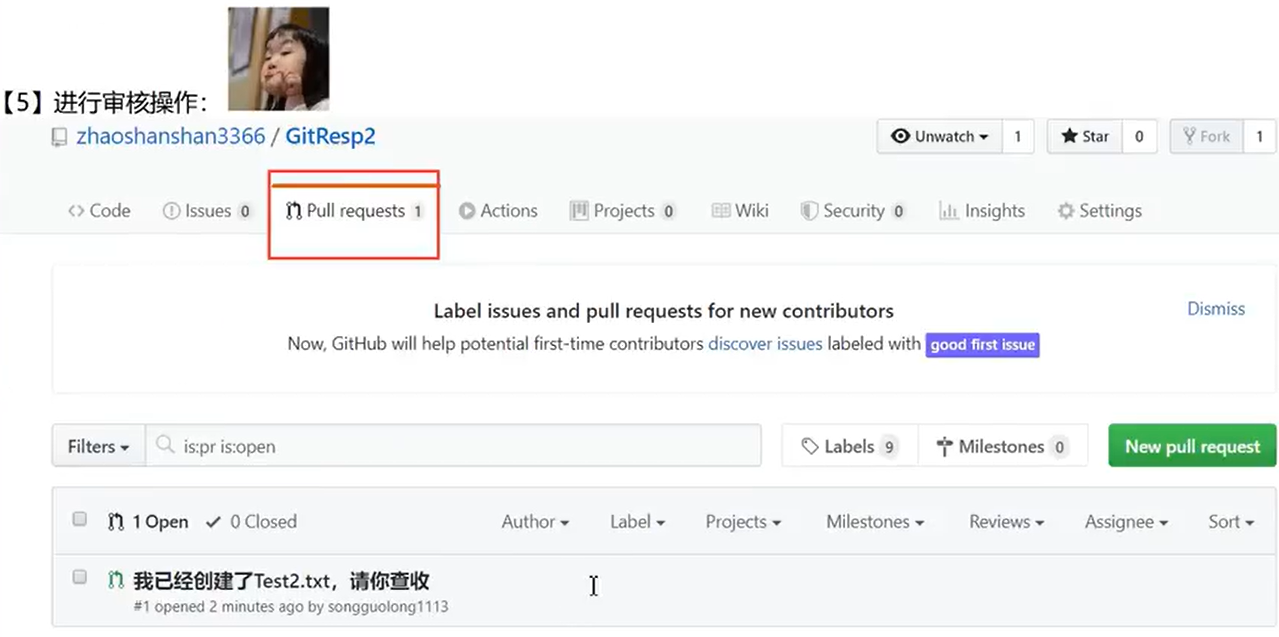 【5】进行审核操作：
zhaoshanshan3366 / GitResp2
Unwatch 1 Star 0 Fork 1
Code Issues 0 Pull requests 1 Actions Projects 0 Wiki Security 0 Insights Settings
Label issues and pull requests for new contributors
Dismiss
Now, GitHub will help potential first-time contributors discover issues labeled with good first issue
Filters is:pr is:open Labels 9 Milestones 0 New pull request
1 Open 0 Closed Author Label Projects Milestones Reviews Assignee Sort
我已经创建了Test2.txt，请你查收
#1 opened 2 minutes ago by songguolong1113